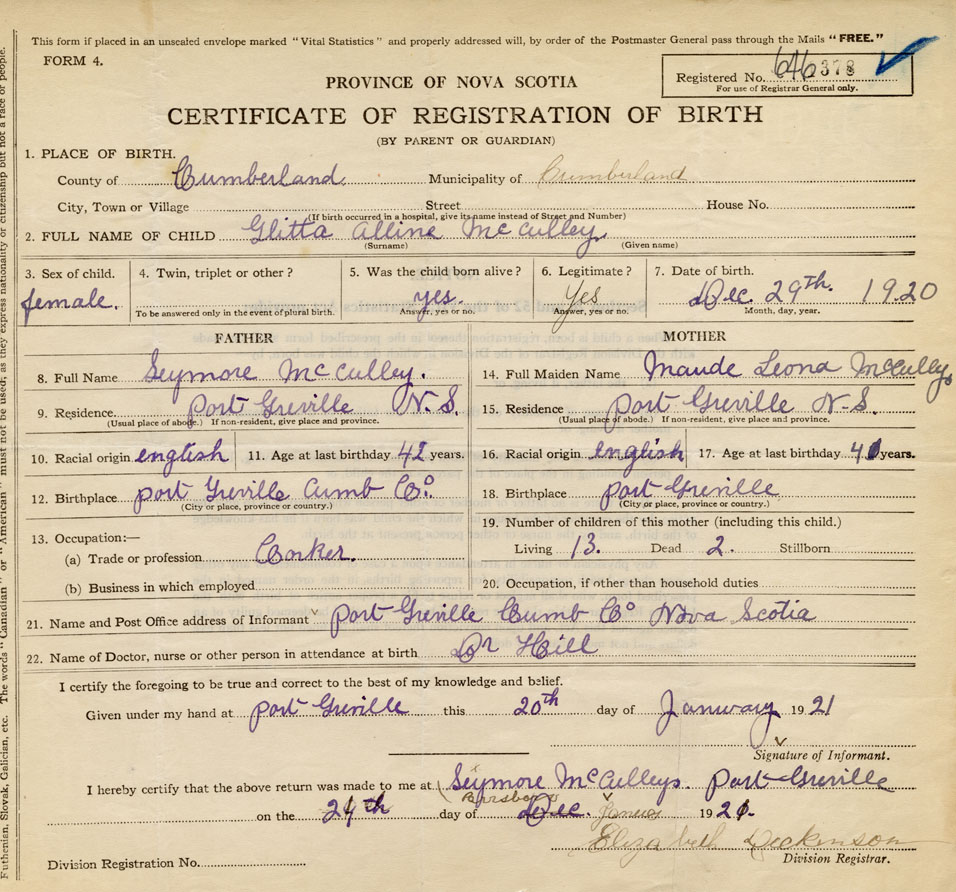 This form if placed in an unsealed envelope marked "Vital Statistics" and properly addressed will, by order of the Postmaster General pass through the Mails "FREE."
FORM 4.
Registered No. 646378
For use of Registrar General only.
PROVINCE OF NOVA SCOTIA
CERTIFICATE OF REGISTRATION OF BIRTH
(BY PARENT OR GUARDIAN)
1. PLACE OF BIRTH.
County of Cumberland Municipality of Cumberland
City, Town or Village Street House No.
(If birth occurred in a hospital, give its name instead of Street and Number)
2. FULL NAME OF CHILD Glitta Alline McCulley
(Surname) (Given name)
3. Sex of child. 4. Twin, triplet or other? 5. Was the child born alive? 6. Legitimate? 7. Date of birth.
female. yes. Yes Dec. 29th. 1920
To be answered only in the event of plural birth. Answer, yes or no. Answer, yes or no. Month, day, year.
FATHER MOTHER
8. Full Name Seymore McCulley. 14. Full Maiden Name Maude Leona McCulley
9. Residence Port Greville N.S. 15. Residence Port Greville N.S.
(Usual place of abode.) If non-resident, give place and province. (Usual place of abode.) If non-resident, give place and province.
10. Racial origin english 11. Age at last birthday 42 years. 16. Racial origin english 17. Age at last birthday 4 years.
12. Birthplace port Greville Cumb Co. 18. Birthplace port Greville
(City or place, province or country.) (City or place, province or country.)
13. Occupation:— 19. Number of children of this mother (including this child.)
(a) Trade or profession Corker. Living 13. Dead 2. Stillborn
(b) Business in which employed 20. Occupation, if other than household duties
21. Name and Post Office address of Informant port Greville Cumb Co Nova Scotia
22. Name of Doctor, nurse or other person in attendance at birth Dr Hill
I certify the foregoing to be true and correct to the best of my knowledge and belief.
Given under my hand at port Greville this 20th day of Janwary 1921
Signature of Informant.
I hereby certify that the above return was made to me at Seymore McCulleys. Port Greville
on the 24th day of Dec. 1921.
Elizabeth Dickinson
Division Registration No. Division Registrar.
Ruthenian, Slovak, Galician, etc. The words "Canadian" or "American" must not be used; as they express nationality or citizenship but not a race or people.